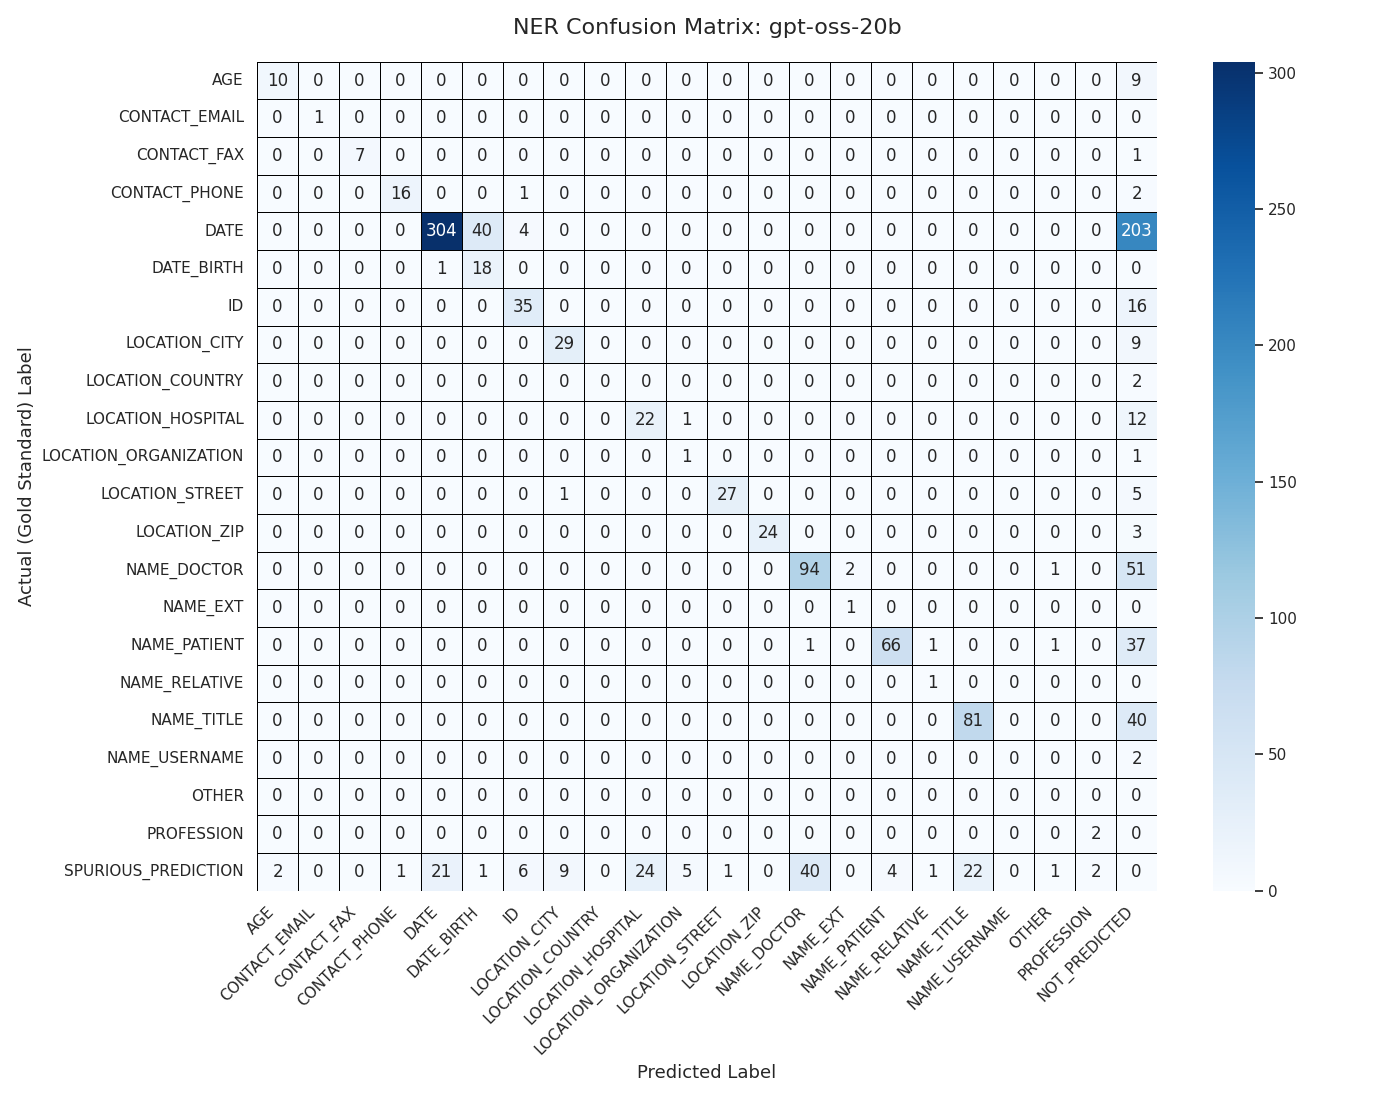 NER Confusion Matrix: gpt-oss-20b
Actual (Gold Standard) Label
AGE 10 0 0 0 0 0 0 0 0 0 0 0 0 0 0 0 0 0 0 0 0 9
CONTACT_EMAIL 0 1 0 0 0 0 0 0 0 0 0 0 0 0 0 0 0 0 0 0 0 0
CONTACT_FAX 0 0 7 0 0 0 0 0 0 0 0 0 0 0 0 0 0 0 0 0 0 1
CONTACT_PHONE 0 0 0 16 0 0 1 0 0 0 0 0 0 0 0 0 0 0 0 0 0 2
DATE 0 0 0 0 304 40 4 0 0 0 0 0 0 0 0 0 0 0 0 0 0 203
DATE_BIRTH 0 0 0 0 1 18 0 0 0 0 0 0 0 0 0 0 0 0 0 0 0 0
ID 0 0 0 0 0 0 35 0 0 0 0 0 0 0 0 0 0 0 0 0 0 16
LOCATION_CITY 0 0 0 0 0 0 0 29 0 0 0 0 0 0 0 0 0 0 0 0 0 9
LOCATION_COUNTRY 0 0 0 0 0 0 0 0 0 0 0 0 0 0 0 0 0 0 0 0 0 2
LOCATION_HOSPITAL 0 0 0 0 0 0 0 0 0 22 1 0 0 0 0 0 0 0 0 0 0 12
LOCATION_ORGANIZATION 0 0 0 0 0 0 0 0 0 0 1 0 0 0 0 0 0 0 0 0 0 1
LOCATION_STREET 0 0 0 0 0 0 0 1 0 0 0 27 0 0 0 0 0 0 0 0 0 5
LOCATION_ZIP 0 0 0 0 0 0 0 0 0 0 0 0 24 0 0 0 0 0 0 0 0 3
NAME_DOCTOR 0 0 0 0 0 0 0 0 0 0 0 0 0 94 2 0 0 0 0 1 0 51
NAME_EXT 0 0 0 0 0 0 0 0 0 0 0 0 0 0 1 0 0 0 0 0 0 0
NAME_PATIENT 0 0 0 0 0 0 0 0 0 0 0 0 0 1 0 66 1 0 0 1 0 37
NAME_RELATIVE 0 0 0 0 0 0 0 0 0 0 0 0 0 0 0 0 1 0 0 0 0 0
NAME_TITLE 0 0 0 0 0 0 0 0 0 0 0 0 0 0 0 0 0 81 0 0 0 40
NAME_USERNAME 0 0 0 0 0 0 0 0 0 0 0 0 0 0 0 0 0 0 0 0 0 2
OTHER 0 0 0 0 0 0 0 0 0 0 0 0 0 0 0 0 0 0 0 0 0 0
PROFESSION 0 0 0 0 0 0 0 0 0 0 0 0 0 0 0 0 0 0 0 0 2 0
SPURIOUS_PREDICTION 2 0 0 1 21 1 6 9 0 24 5 1 0 40 0 4 1 22 0 1 2 0
AGE
CONTACT_EMAIL
CONTACT_FAX
CONTACT_PHONE
DATE
DATE_BIRTH
ID
LOCATION_CITY
LOCATION_COUNTRY
LOCATION_HOSPITAL
LOCATION_ORGANIZATION
LOCATION_STREET
LOCATION_ZIP
NAME_DOCTOR
NAME_EXT
NAME_PATIENT
NAME_RELATIVE
NAME_TITLE
NAME_USERNAME
OTHER
PROFESSION
NOT_PREDICTED
Predicted Label
300
250
200
150
100
50
0